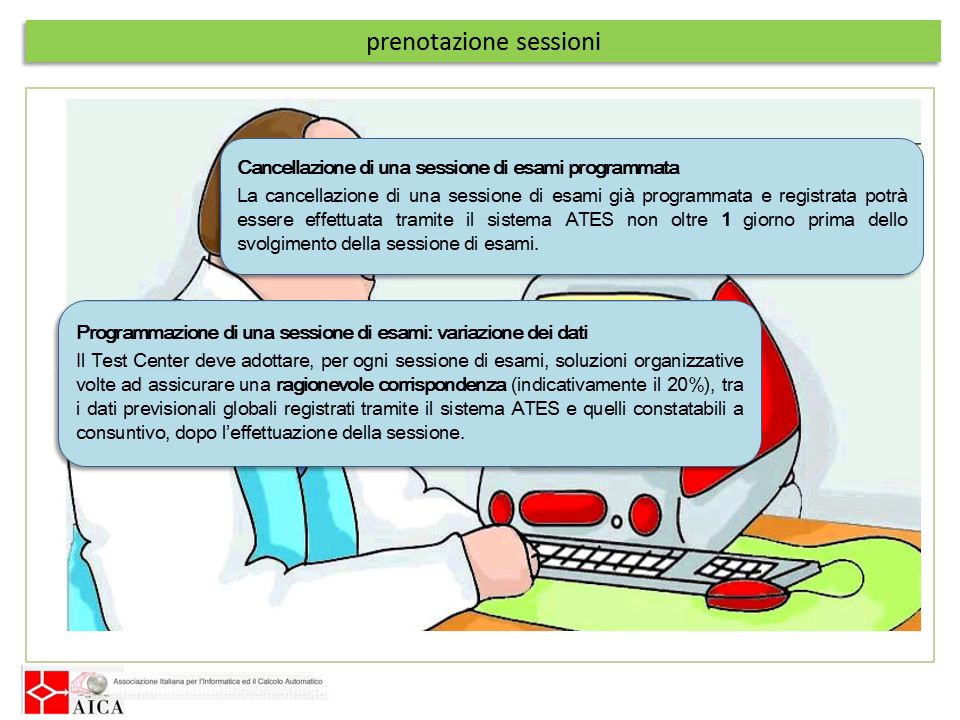 prenotazione sessioni
Cancellazione di una sessione di esami programmata
La cancellazione di una sessione di esami già programmata e registrata potrà
essere effettuata tramite il sistema ATES non oltre 1 giorno prima dello
svolgimento della sessione di esami.
Programmazione di una sessione di esami: variazione dei dati
Il Test Center deve adottare, per ogni sessione di esami, soluzioni organizzative
volte ad assicurare una ragionevole corrispondenza (indicativamente il 20%), tra
i dati previsionali globali registrati tramite il sistema ATES e quelli constatabili a
consuntivo, dopo l’effettuazione della sessione.
Associazione Italiana per l'Informatica ed il Calcolo Automatico
AICA